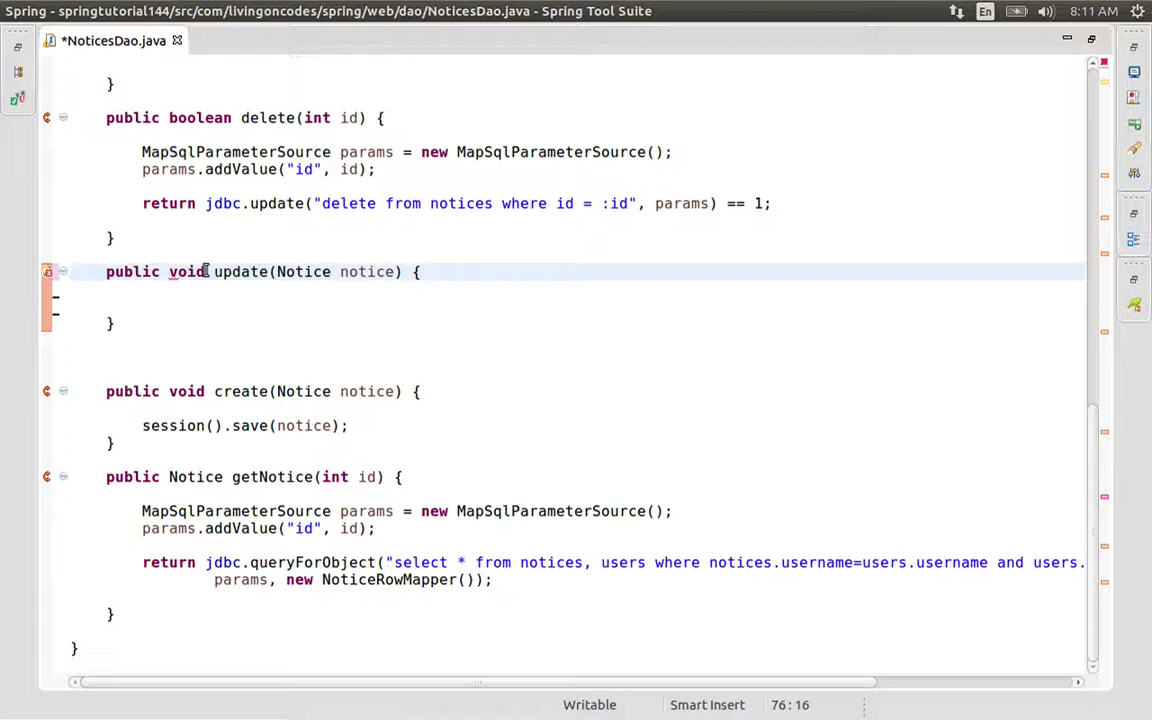 Spring - springtutorial144/src/com/livingoncodes/spring/web/dao/NoticesDao.java - Spring Tool Suite
En
8:11 AM
*NoticesDao.java
}
public boolean delete(int id) {
MapSqlParameterSource params = new MapSqlParameterSource();
params.addValue("id", id);
return jdbc.update("delete from notices where id = :id", params) == 1;
}
public void update(Notice notice) {
}
public void create(Notice notice) {
session().save(notice);
}
public Notice getNotice(int id) {
MapSqlParameterSource params = new MapSqlParameterSource();
params.addValue("id", id);
return jdbc.queryForObject("select * from notices, users where notices.username=users.username and users.
params, new NoticeRowMapper());
}
}
Writable
Smart Insert
76 : 16